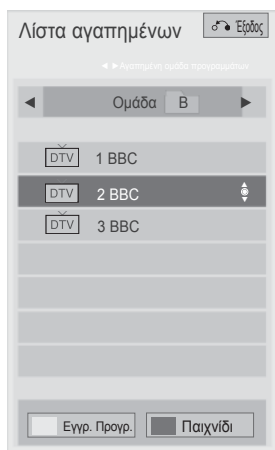 Λίστα αγαπημένων Έξοδος
◄ ►Αγαπημένη ομάδα προγραμμάτων
◄ Ομάδα B ►
DTV 1 BBC
DTV 2 BBC
DTV 3 BBC
Εγγρ. Προγρ. Παιχνίδι